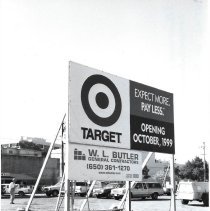 EXPECT MORE.
PAY LESS.
OPENING
OCTOBER, 1999
TARGET
W. L. BUTLER
GENERAL CONTRACTORS
(650) 361-1270